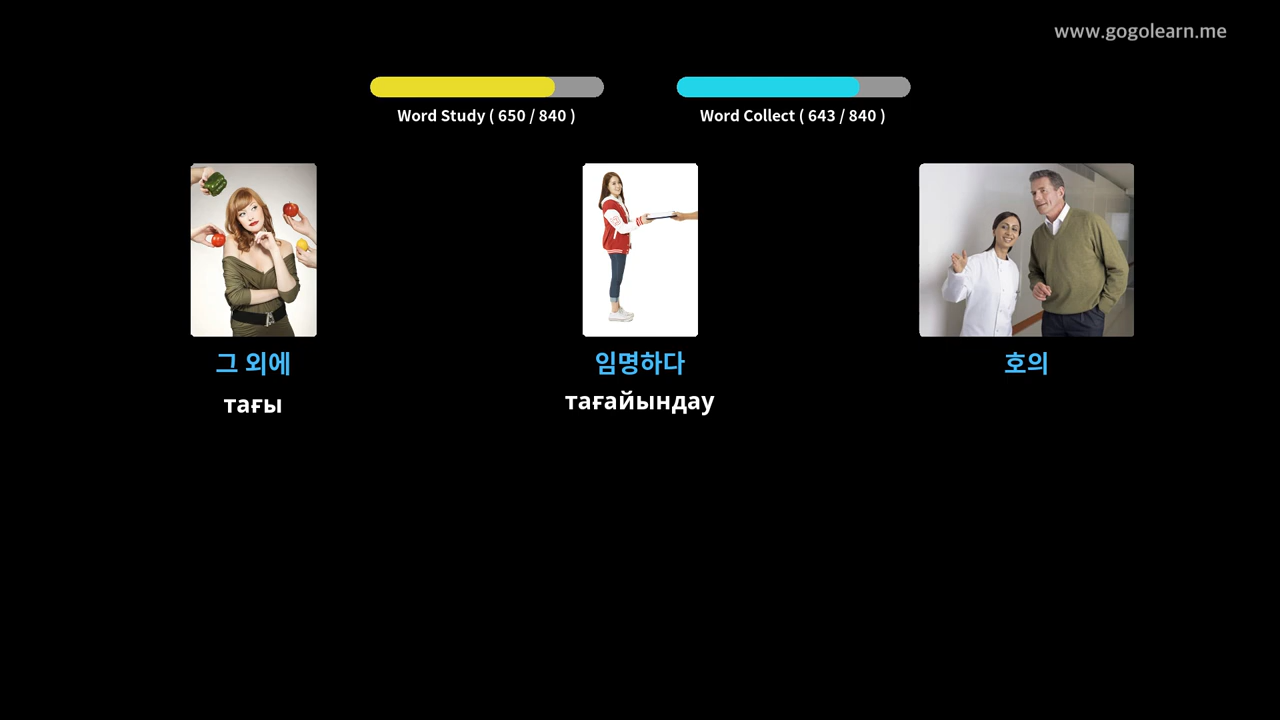 www.gogolearn.me
Word Study ( 650 / 840 )
Word Collect ( 643 / 840 )
그 외에
тағы
임명하다
тағайындау
호의